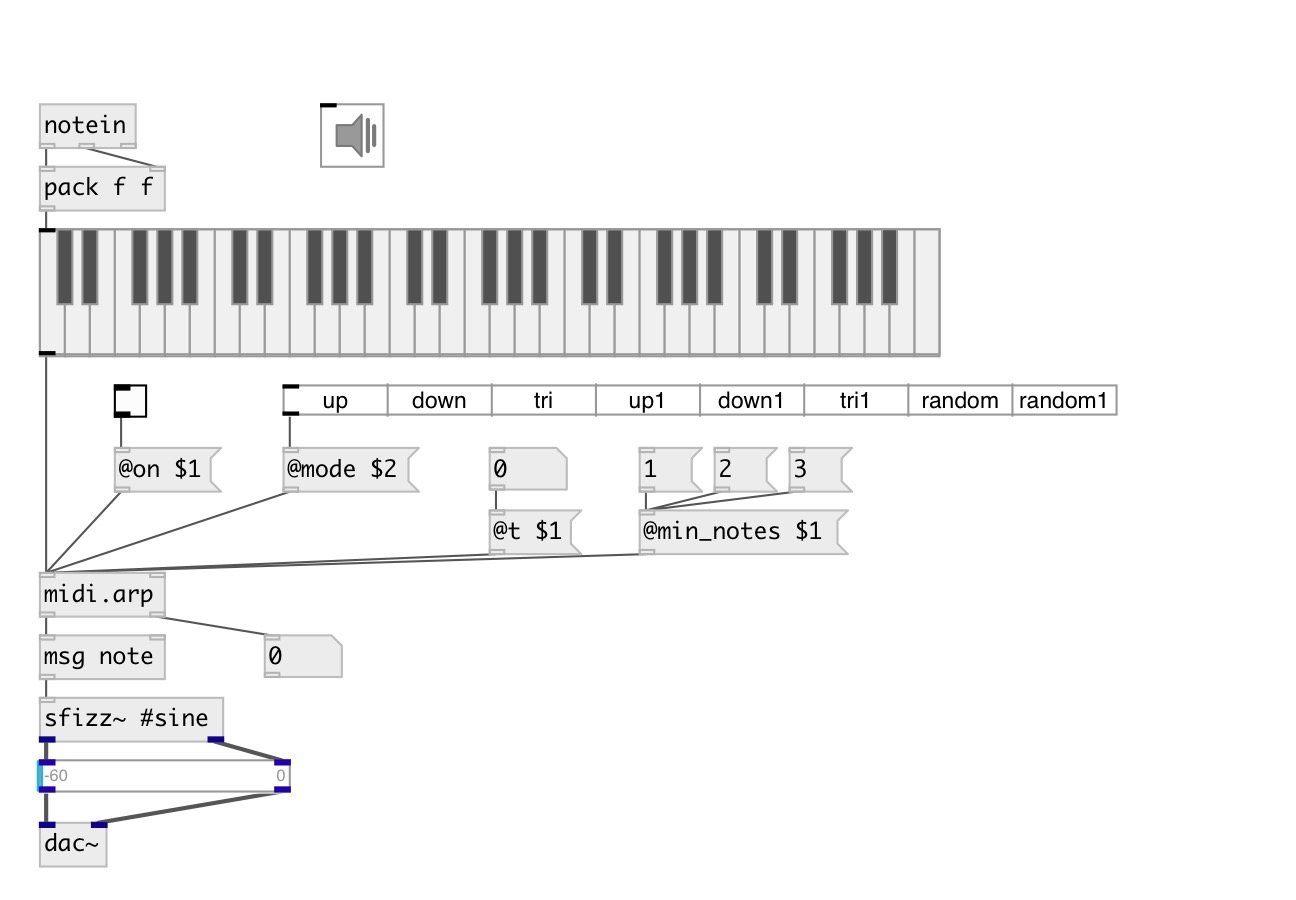 notein
pack f f
up down tri up1 down1 tri1 random random1
@on $1
@mode $2
0
1
2
3
@t $1
@min_notes $1
midi.arp
msg note
0
sfizz~ #sine
-60 0
dac~